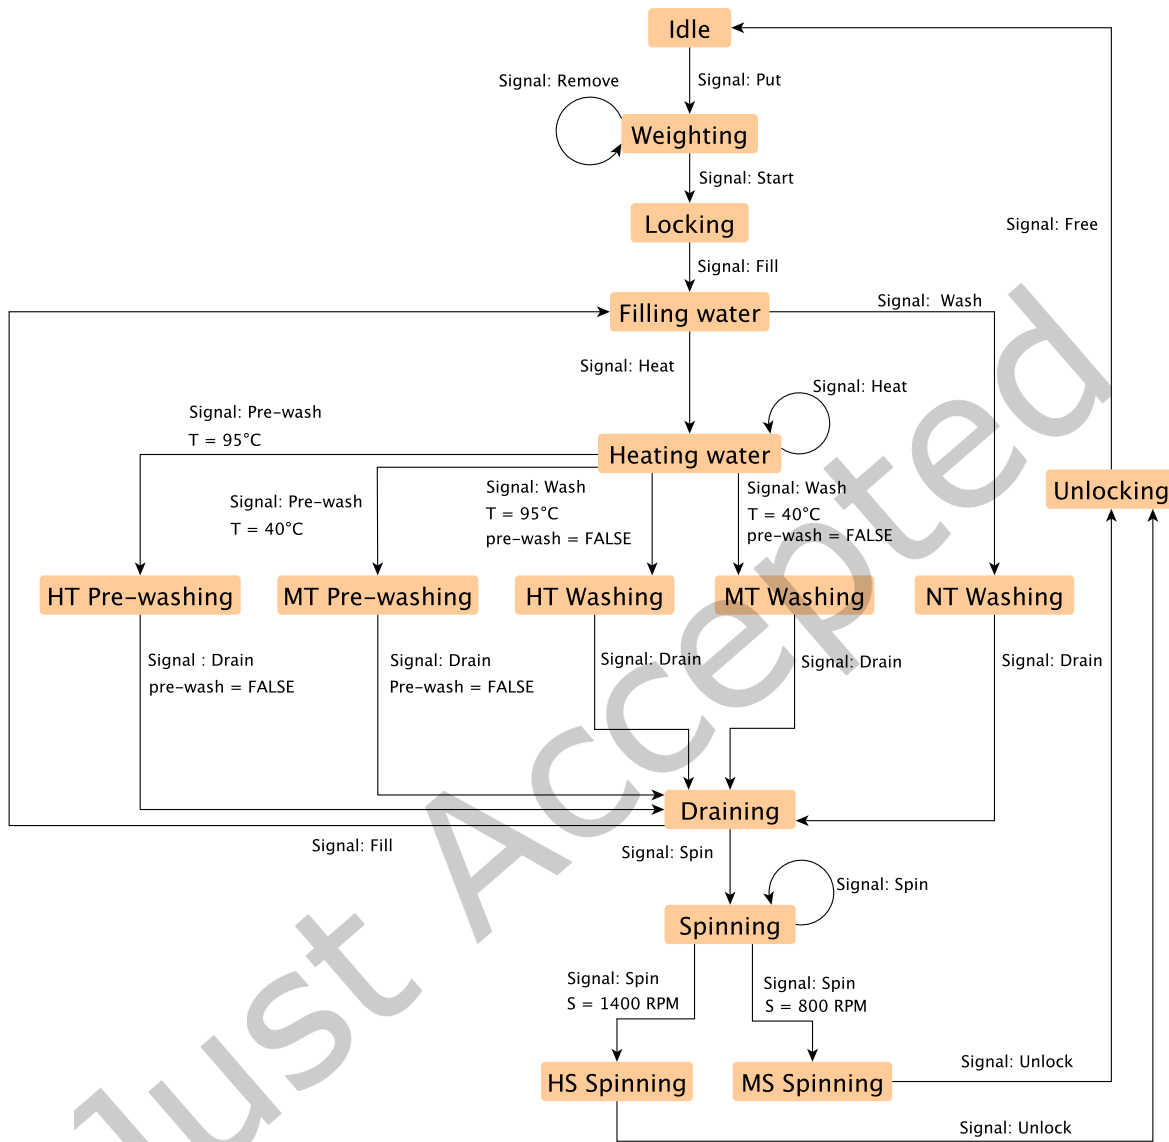 Idle
Signal: Remove
Signal: Put
Weighting
Signal: Start
Locking
Signal: Free
Signal: Fill
Signal:  Wash
Filling water
Signal: Heat
Signal: Heat
Signal: Pre-wash
T = 95°C
Heating water
Signal: Pre-wash
T = 40°C
Signal: Wash
T = 95°C
pre-wash = FALSE
Signal: Wash
T = 40°C
pre-wash = FALSE
Unlocking
HT Pre-washing
MT Pre-washing
HT Washing
MT Washing
NT Washing
Signal : Drain
pre-wash = FALSE
Signal: Drain
Pre-wash = FALSE
Signal: Drain
Signal: Drain
Signal: Drain
Draining
Signal: Fill
Signal: Spin
Signal: Spin
Spinning
Signal: Spin
S = 1400 RPM
Signal: Spin
S = 800 RPM
HS Spinning
MS Spinning
Signal: Unlock
Signal: Unlock
Just Accepted